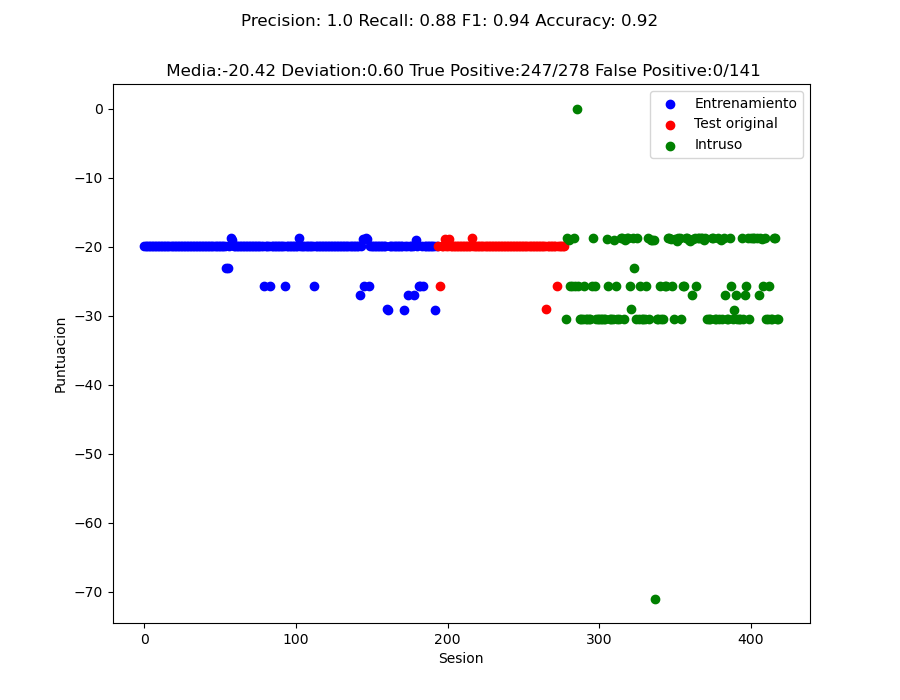 Precision: 1.0 Recall: 0.88 F1: 0.94 Accuracy: 0.92
Media:-20.42 Deviation:0.60 True Positive:247/278 False Positive:0/141
Entrenamiento
Test original
Intruso
0
−10
−20
−30
−40
−50
−60
−70
Puntuacion
0 100 200 300 400
Sesion